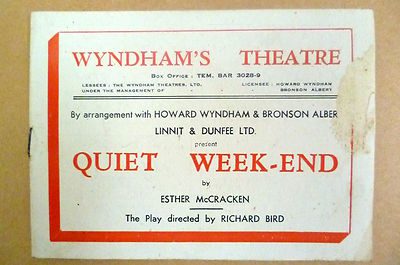 WYNDHAM'S THEATRE
BOX OFFICE: TEM. BAR 3028-9
LESSEES: THE WYNDHAM THEATRES, LTD. LICENSEE: HOWARD WYNDHAM
UNDER THE MANAGEMENT OF BRONSON ALBERY
By arrangement with HOWARD WYNDHAM & BRONSON ALBER
LINNIT & DUNFEE LTD.
present
QUIET WEEK-END
by
ESTHER McCRACKEN
The Play directed by RICHARD BIRD